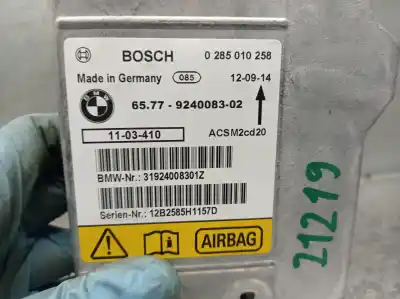 BOSCH 0 285 010 258
Made in Germany 085 12-09-14
BMW
65.77 - 9240083-02
11-03-410 ACSM2cd20
BMW-Nr.: 31924008301Z
Serien-Nr.: 12B2585H1157D
AIRBAG
21219